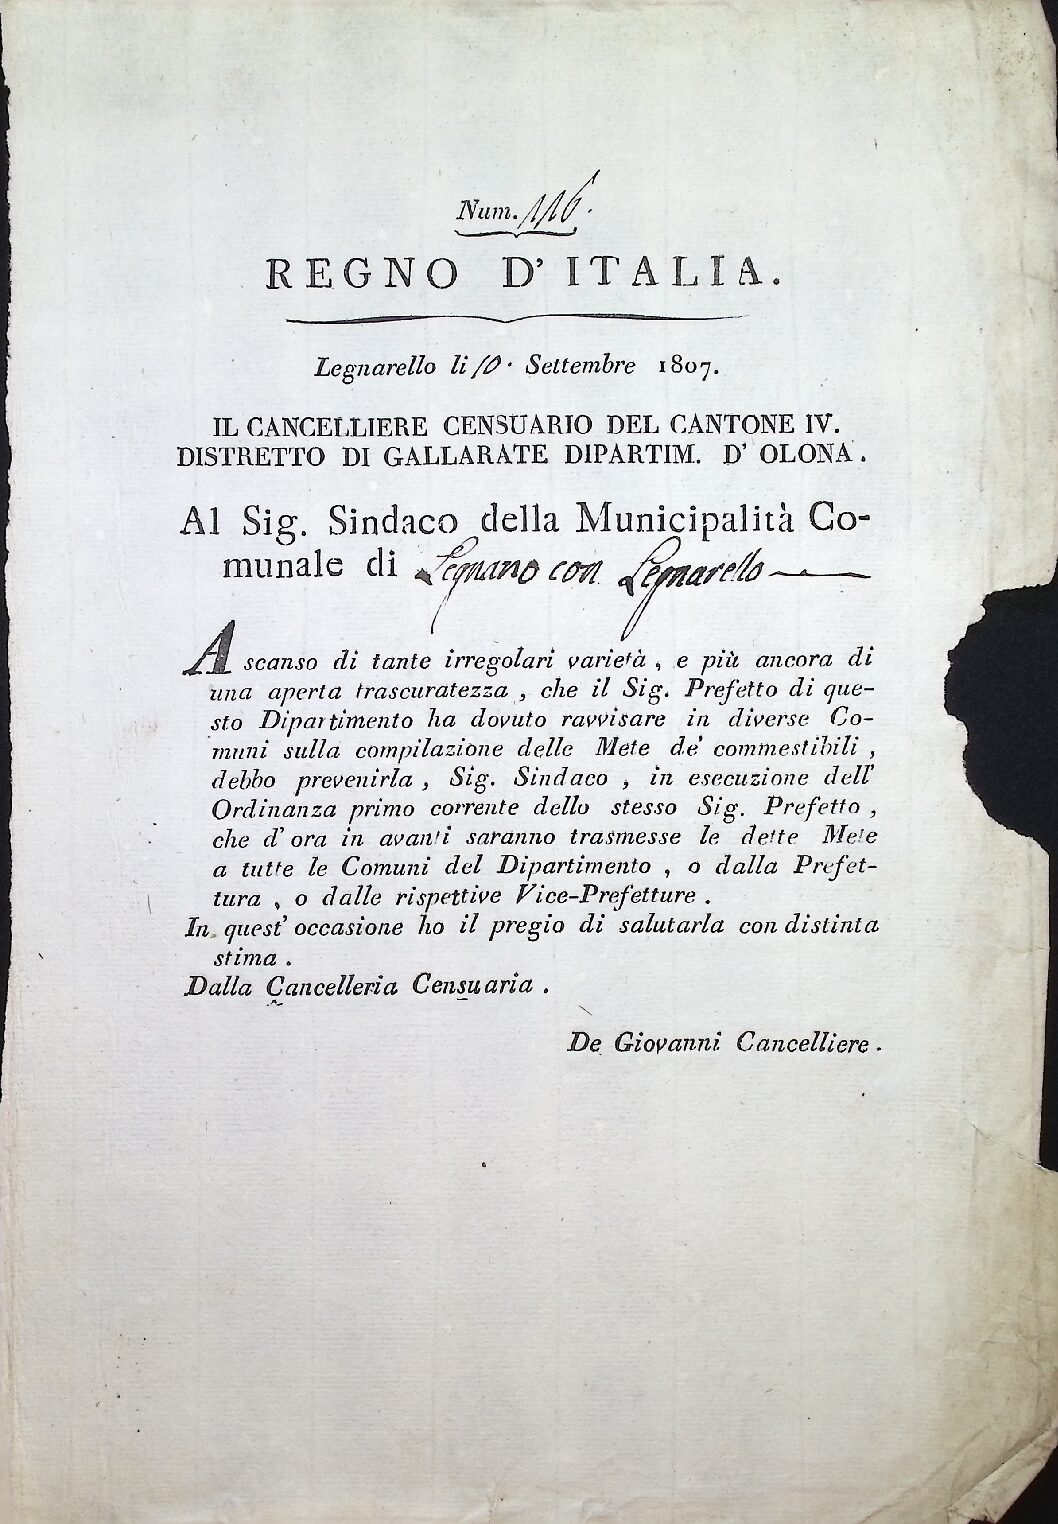 Num. 116.
REGNO D' ITALIA.
Legnarello li 10. Settembre 1807.
IL CANCELLIERE CENSUARIO DEL CANTONE IV.
DISTRETTO DI GALLARATE DIPARTIM. D' OLONA.
Al Sig. Sindaco della Municipalità Co-
munale di Legnano con Legnarello
A scanso di tante irregolari varietà, e più ancora di
una aperta trascuratezza, che il Sig. Prefetto di que-
sto Dipartimento ha dovuto ravvisare in diverse Co-
muni sulla compilazione delle Mete de' commestibili,
debbo prevenirla, Sig. Sindaco, in esecuzione dell'
Ordinanza primo corrente dello stesso Sig. Prefetto,
che d' ora in avanti saranno trasmesse le dette Mete
a tutte le Comuni del Dipartimento, o dalla Prefet-
tura, o dalle rispettive Vice-Prefetture.
In quest' occasione ho il pregio di salutarla con distinta
stima.
Dalla Cancelleria Censuaria.
De Giovanni Cancelliere.